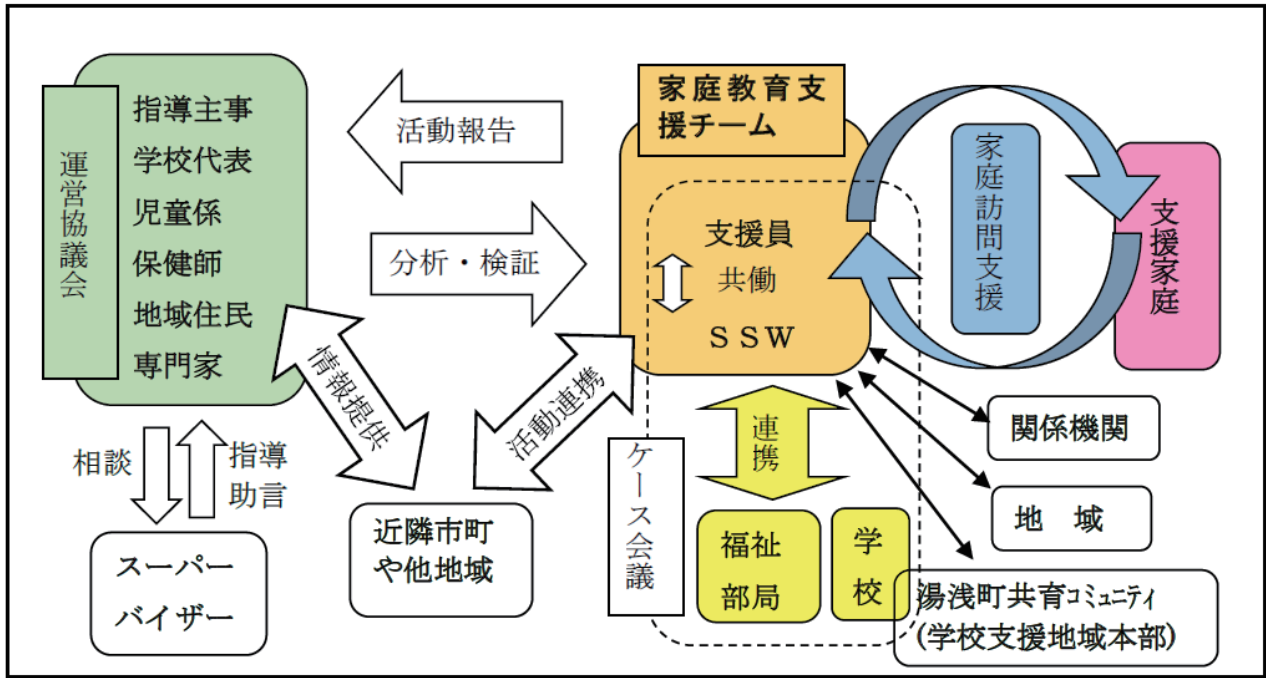 運営協議会
指導主事
学校代表
児童係
保健師
地域住民
専門家
活動報告
分析・検証
家庭教育支
援チーム
支援員
共働
ＳＳＷ
家庭訪問支援
支援家庭
情報提供
活動連携
相談
指導
助言
スーパー
バイザー
近隣市町
や他地域
ケース会議
連携
福祉
部局
学校
関係機関
地　域
湯浅町共育ｺﾐｭﾆﾃｨ
(学校支援地域本部)